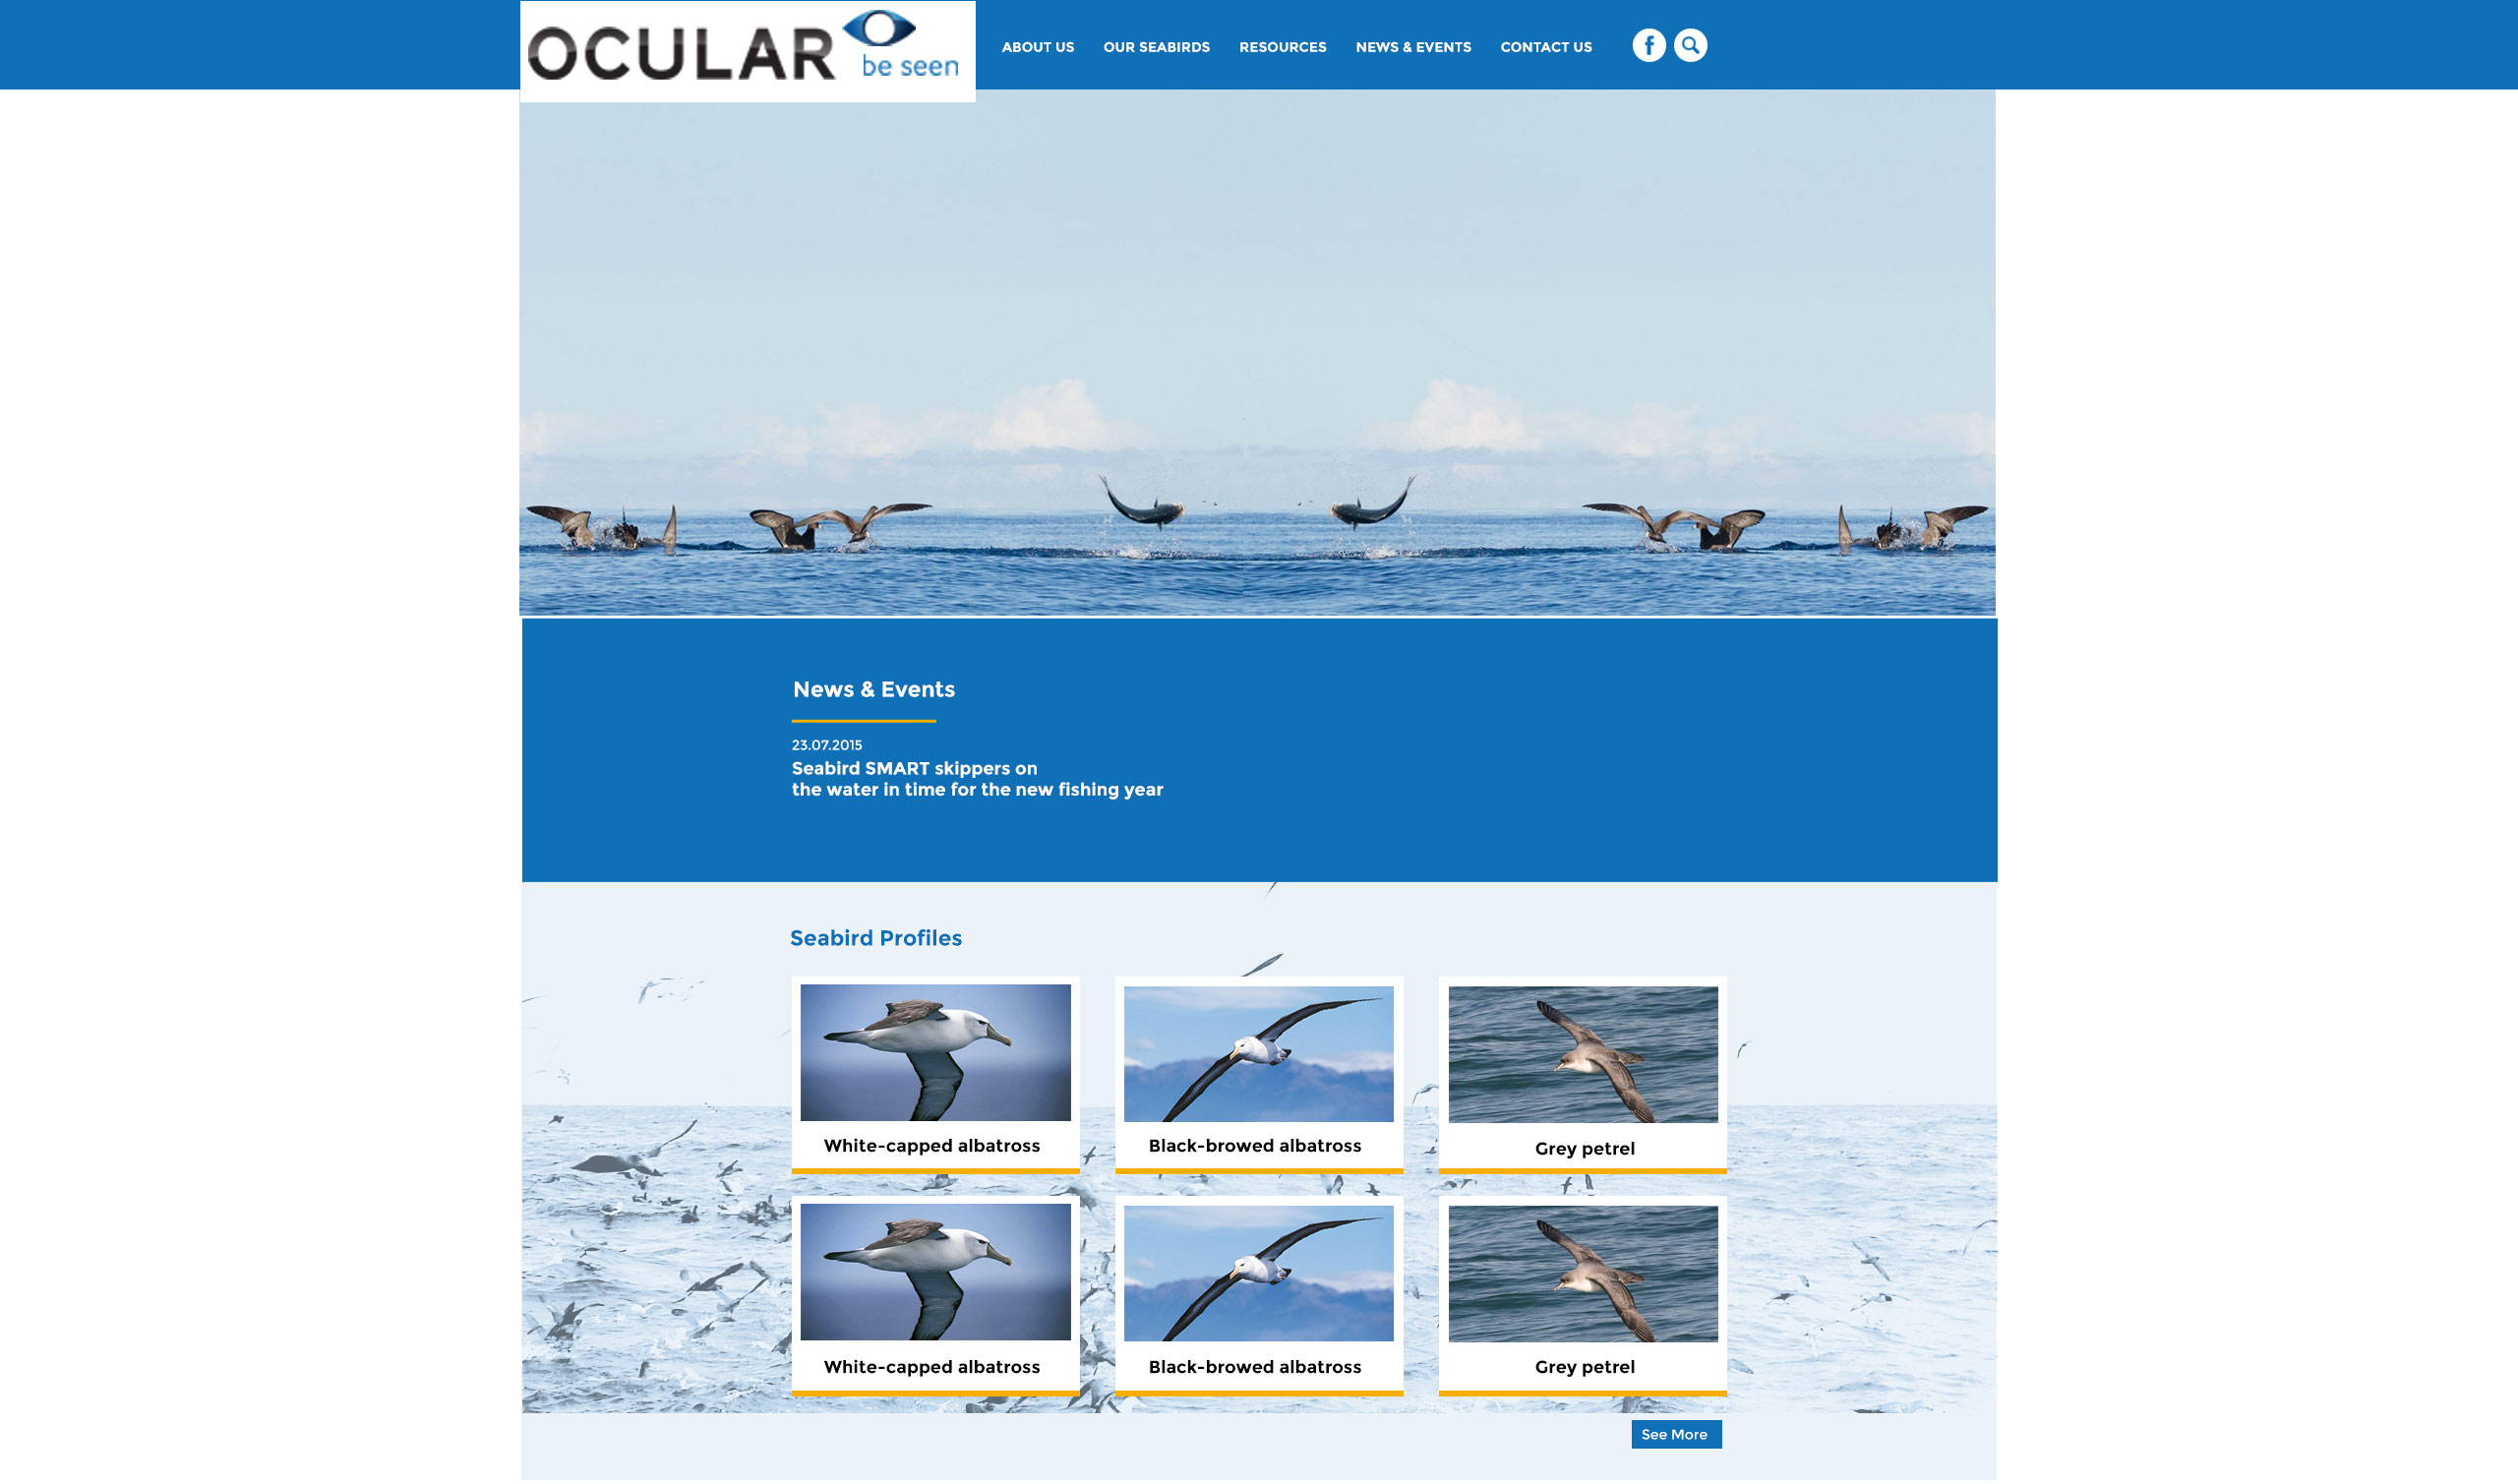 OCULAR
be seen
ABOUT US
OUR SEABIRDS
RESOURCES
NEWS & EVENTS
CONTACT US
f
News & Events
23.07.2015
Seabird SMART skippers on
the water in time for the new fishing year
Seabird Profiles
White-capped albatross
Black-browed albatross
Grey petrel
White-capped albatross
Black-browed albatross
Grey petrel
See More